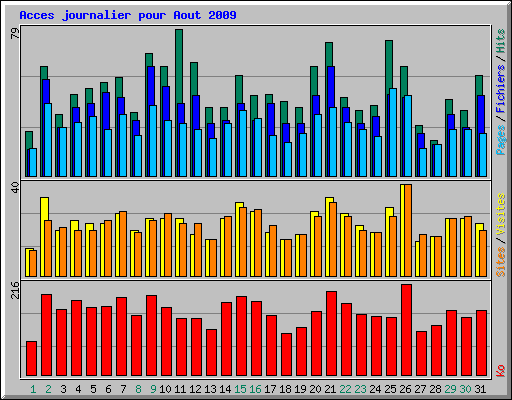 Acces journalier pour Aout 2009
79
Pages/Fichiers/Hits
40
Sites/Visites
216
Ko
1 2 3 4 5 6 7 8 9 10 11 12 13 14 15 16 17 18 19 20 21 22 23 24 25 26 27 28 29 30 31